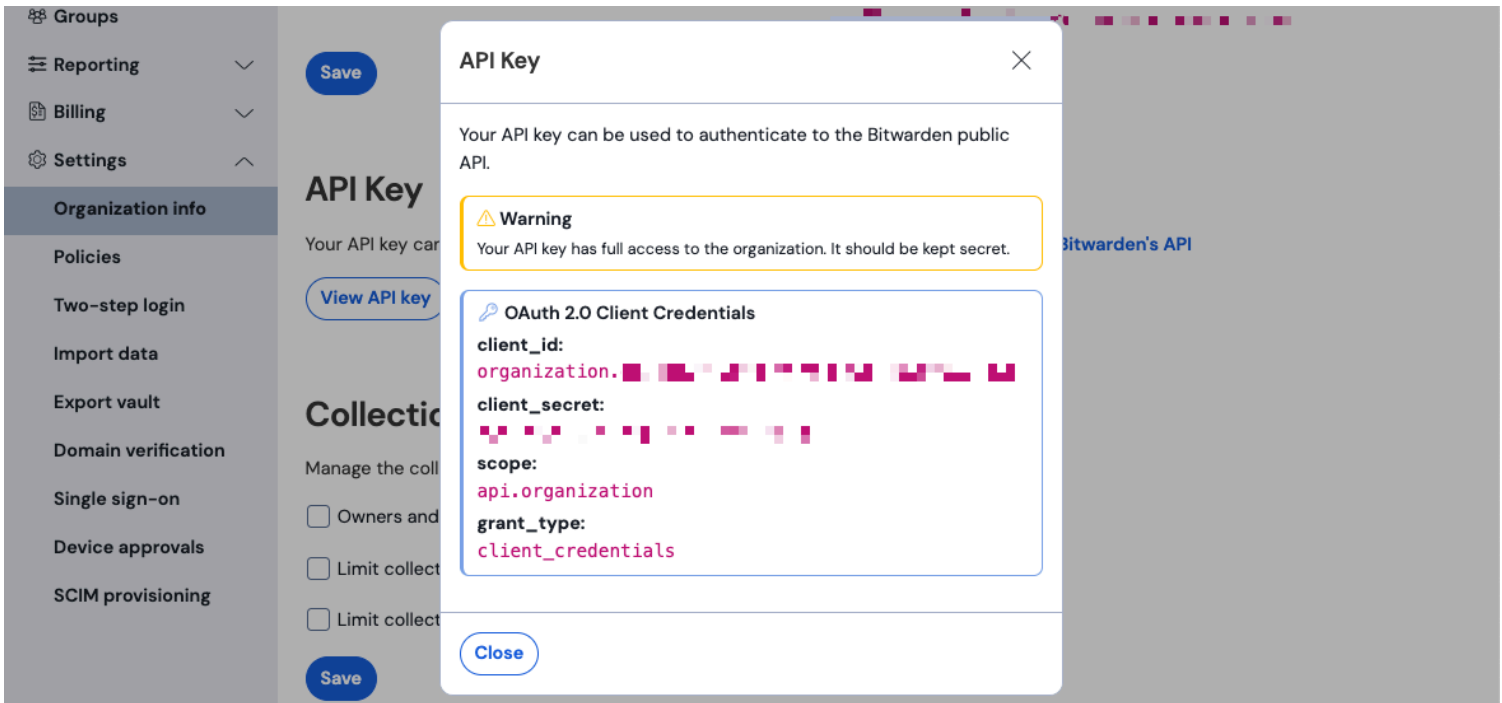 Groups
Reporting
Billing
Settings
Organization info
Policies
Two-step login
Import data
Export vault
Domain verification
Single sign-on
Device approvals
SCIM provisioning
Save
API Key
Your API key can
View API key
Bitwarden's API
Collectic
Manage the coll
Owners and
Limit collect
Limit collect
Save
API Key
Your API key can be used to authenticate to the Bitwarden public
API.
Warning
Your API key has full access to the organization. It should be kept secret.
OAuth 2.0 Client Credentials
client_id:
organization.
client_secret:
scope:
api.organization
grant_type:
client_credentials
Close